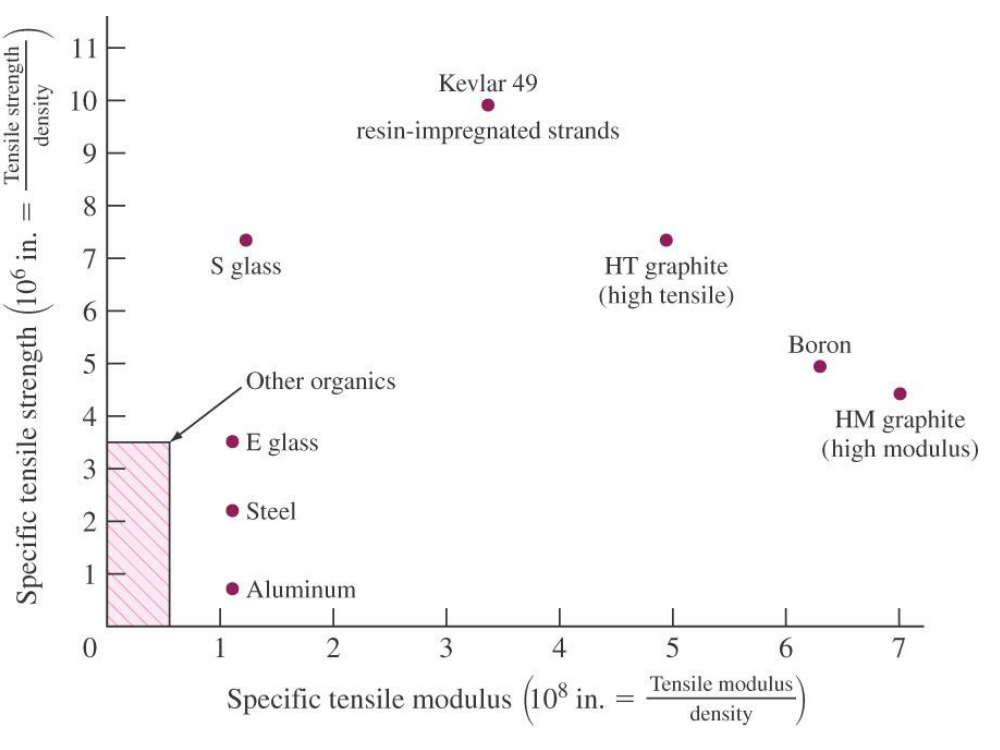 Specific tensile strength (10⁶ in. = Tensile strength / density)
11
10
9
8
7
6
5
4
3
2
1
0
Kevlar 49
resin-impregnated strands
S glass
HT graphite
(high tensile)
Boron
HM graphite
(high modulus)
Other organics
E glass
Steel
Aluminum
1 2 3 4 5 6 7
Specific tensile modulus (10⁸ in. = Tensile modulus / density)